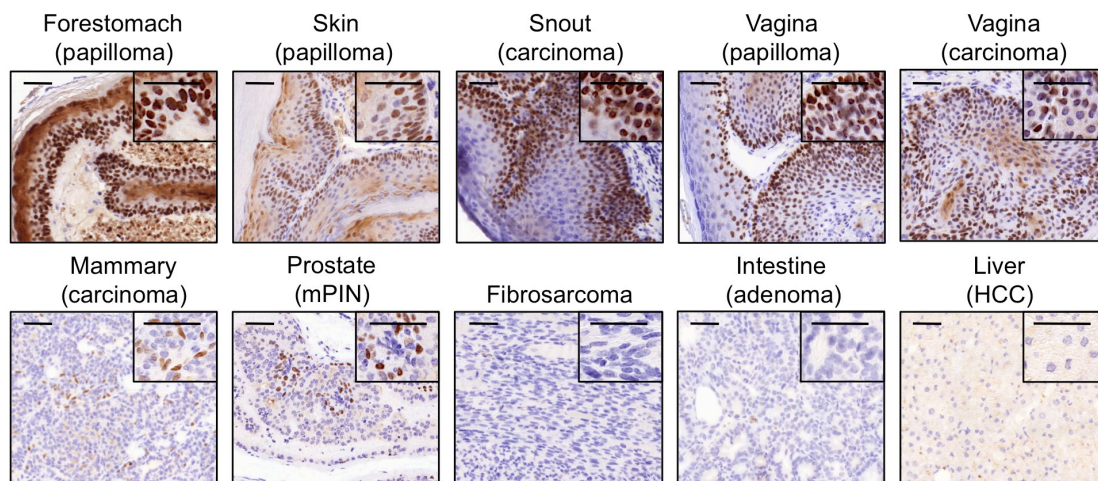 Forestomach
(papilloma)
Skin
(papilloma)
Snout
(carcinoma)
Vagina
(papilloma)
Vagina
(carcinoma)
Mammary
(carcinoma)
Prostate
(mPIN)
Fibrosarcoma
Intestine
(adenoma)
Liver
(HCC)